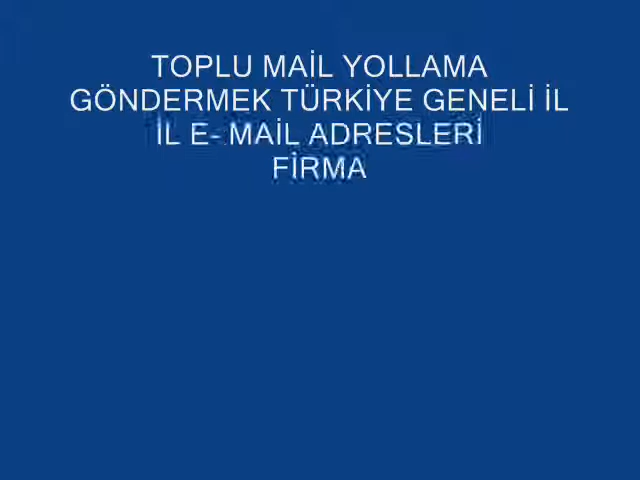 TOPLU MAİL YOLLAMA
GÖNDERMEK TÜRKİYE GENELİ İL
İL E- MAİL ADRESLERİ
FİRMA